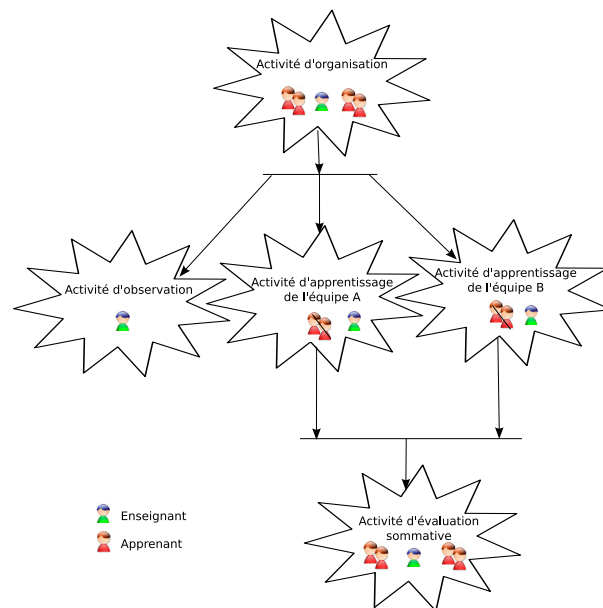 Activité d'organisation
Activité d'observation
Activité d'apprentissage
de l'équipe A
Activité d'apprentissage
de l'équipe B
Activité d'évaluation
sommative
Enseignant
Apprenant